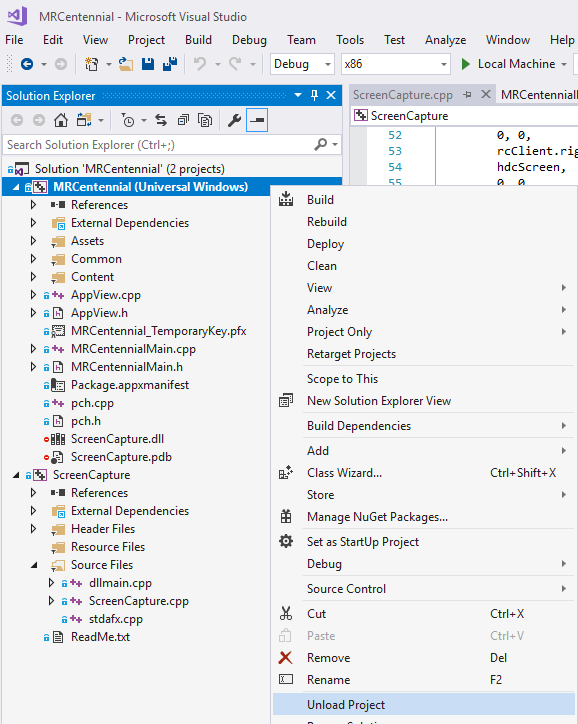 MRCentennial - Microsoft Visual Studio
File Edit View Project Build Debug Team Tools Test Analyze Window Help
Debug x86 Local Machine
Solution Explorer
ScreenCapture.cpp MRCentennial
Search Solution Explorer (Ctrl+;)
ScreenCapture
52 0, 0,
53 rcClient.rig
54 hdcScreen,
55 0, 0
Solution 'MRCentennial' (2 projects)
MRCentennial (Universal Windows)
References
External Dependencies
Assets
Common
Content
AppView.cpp
AppView.h
MRCentennial_TemporaryKey.pfx
MRCentennialMain.cpp
MRCentennialMain.h
Package.appxmanifest
pch.cpp
pch.h
ScreenCapture.dll
ScreenCapture.pdb
ScreenCapture
References
External Dependencies
Header Files
Resource Files
Source Files
dllmain.cpp
ScreenCapture.cpp
stdafx.cpp
ReadMe.txt
Build
Rebuild
Deploy
Clean
View
Analyze
Project Only
Retarget Projects
Scope to This
New Solution Explorer View
Build Dependencies
Add
Class Wizard... Ctrl+Shift+X
Store
Manage NuGet Packages...
Set as StartUp Project
Debug
Source Control
Cut Ctrl+X
Paste Ctrl+V
Remove Del
Rename F2
Unload Project